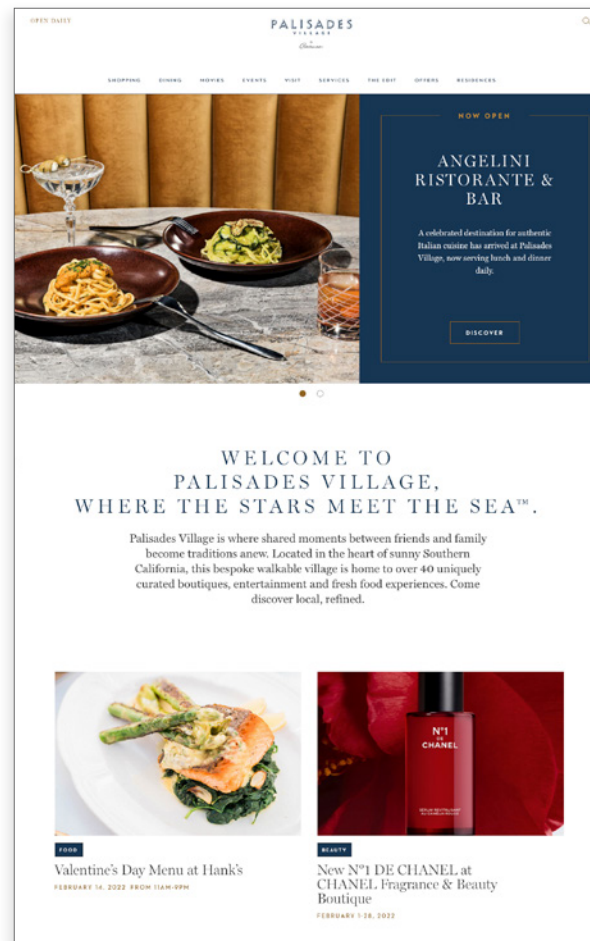 OPEN DAILY
PALISADES
VILLAGE
SHOPPING DINING MOVIES EVENTS VISIT SERVICES THE EDIT OFFERS RESIDENCES
NOW OPEN
ANGELINI
RISTORANTE &
BAR
A celebrated destination for authentic
Italian cuisine has arrived at Palisades
Village, now serving lunch and dinner
daily.
DISCOVER
WELCOME TO
PALISADES VILLAGE,
WHERE THE STARS MEET THE SEA™.
Palisades Village is where shared moments between friends and family
become traditions anew. Located in the heart of sunny Southern
California, this bespoke walkable village is home to over 40 uniquely
curated boutiques, entertainment and fresh food experiences. Come
discover local, refined.
N°1
DE
CHANEL
FOOD
Valentine's Day Menu at Hank's
FEBRUARY 14, 2022 FROM 11AM-9PM
BEAUTY
New N°1 DE CHANEL at
CHANEL Fragrance & Beauty
Boutique
FEBRUARY 1-28, 2022